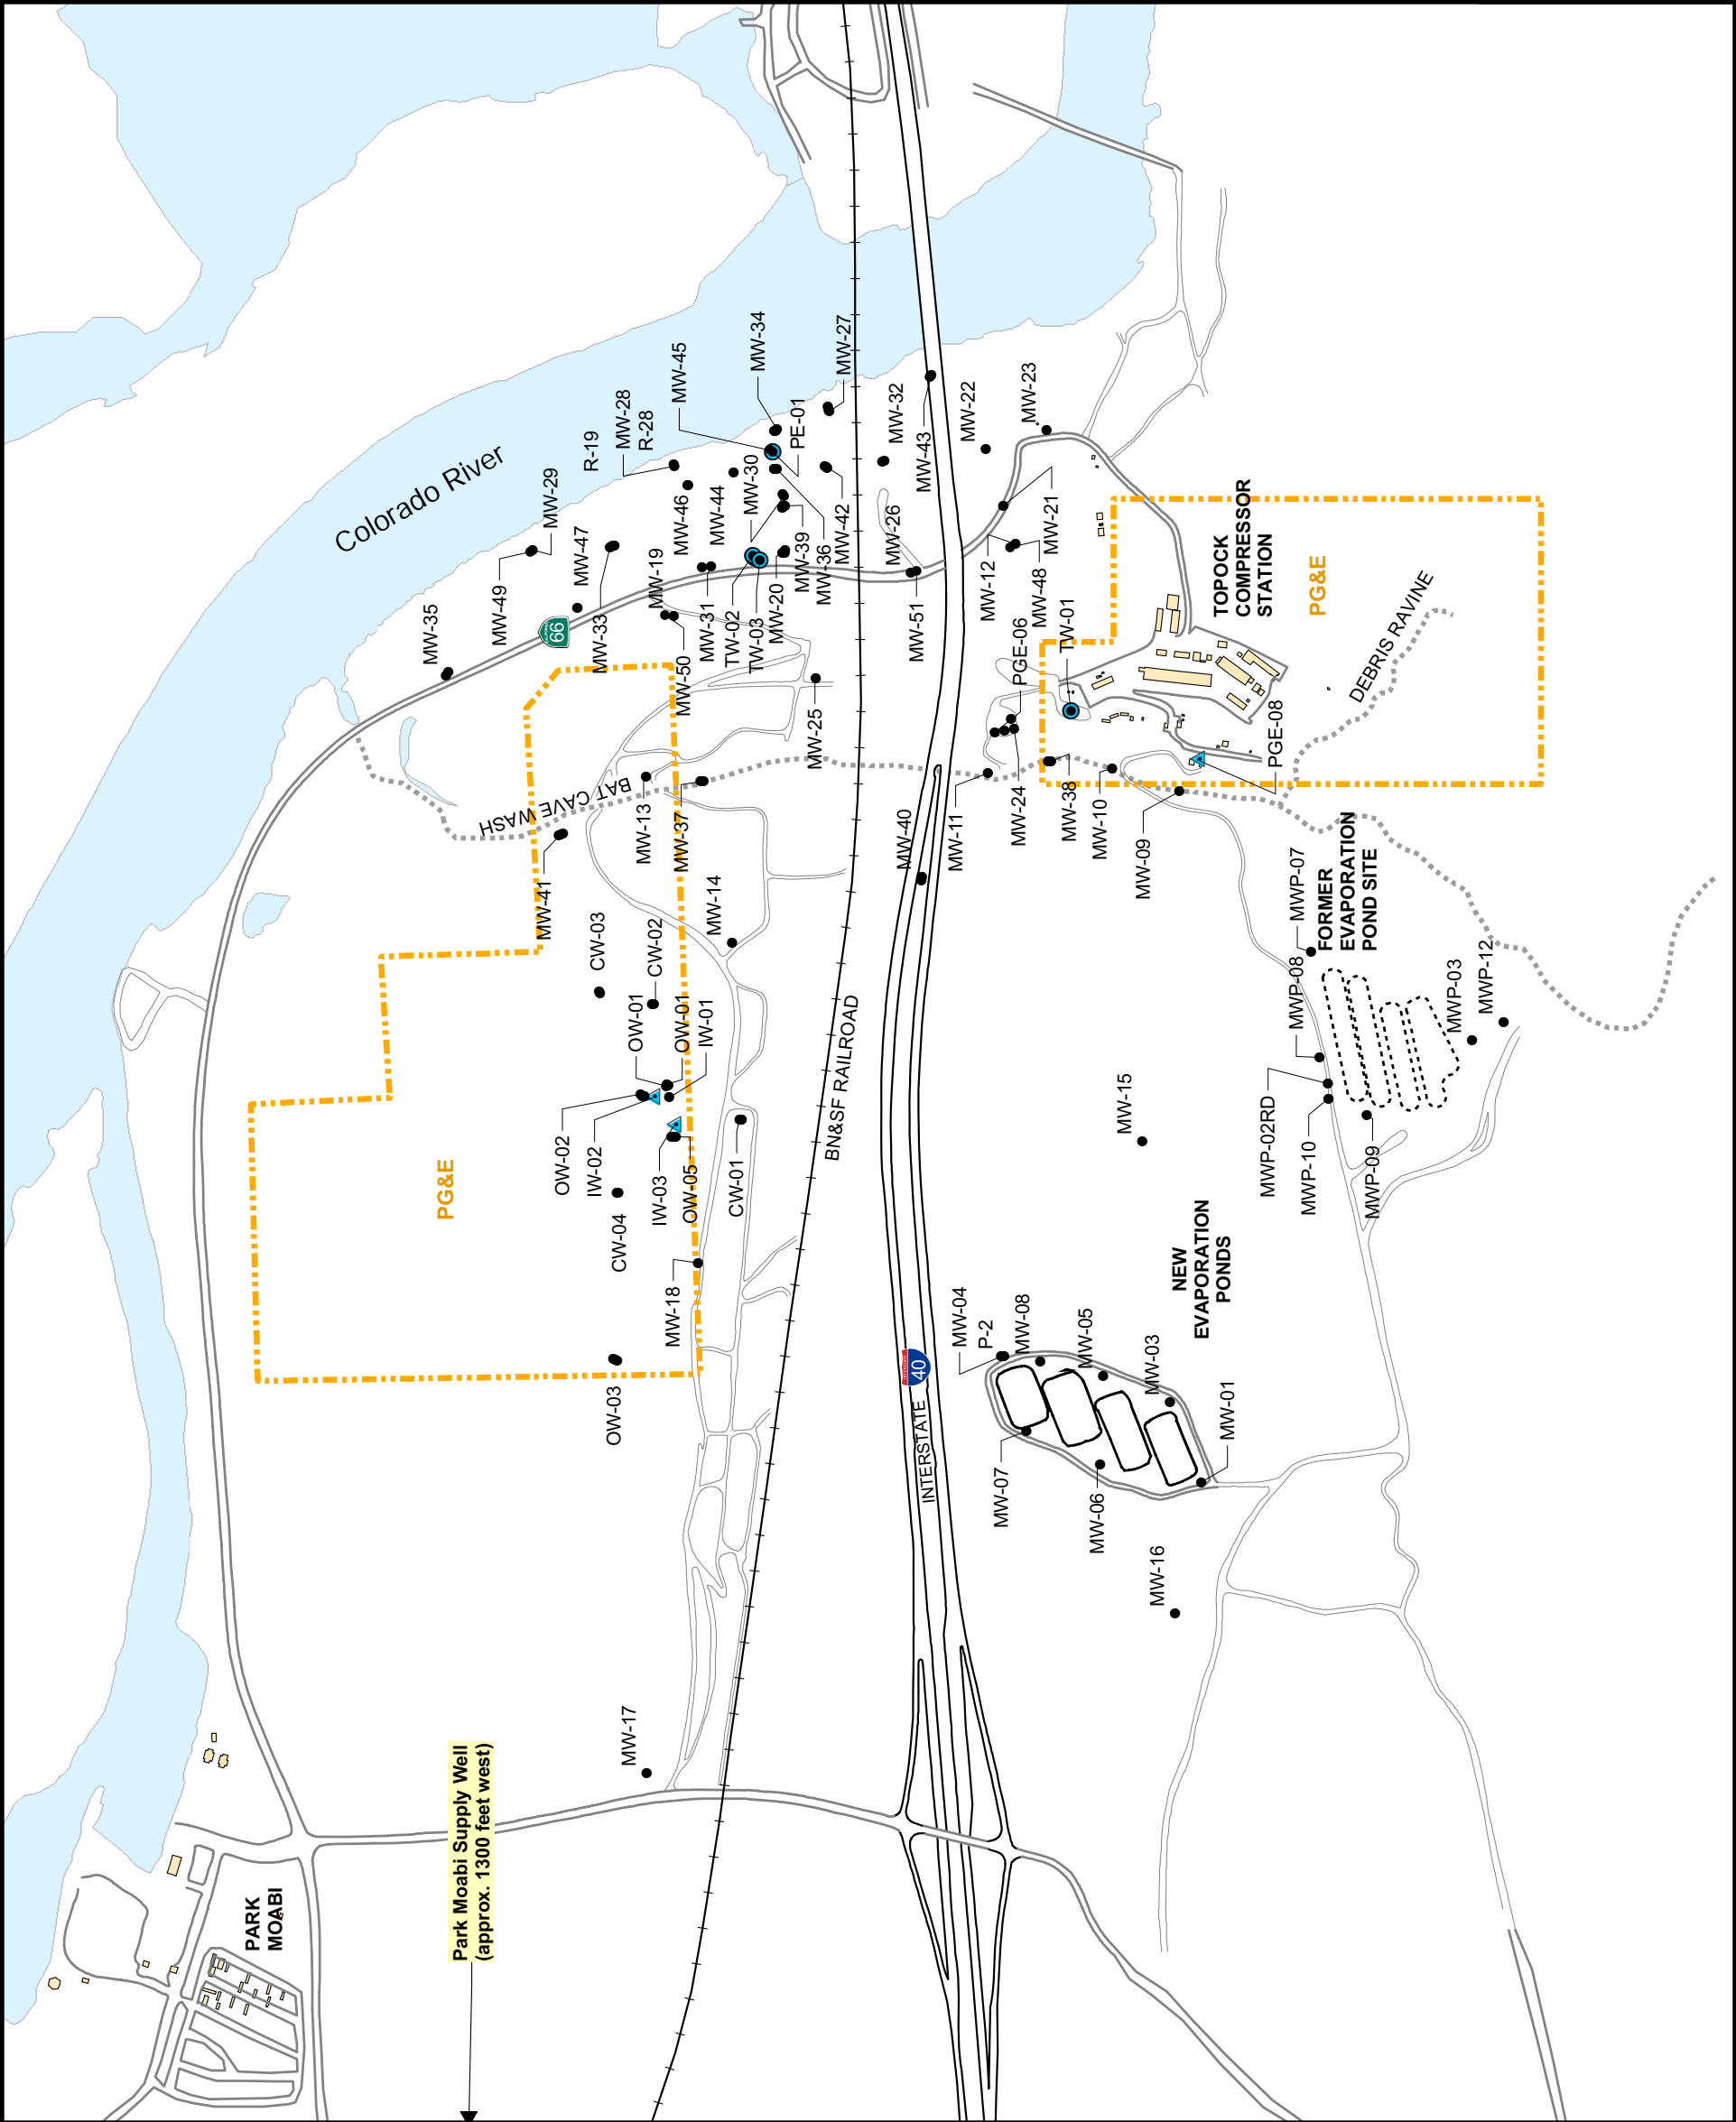 Colorado River
MW-34
MW-45
MW-27
MW-28
R-28
R-19
MW-29
MW-49
MW-47
MW-35
MW-33
66
MW-19
MW-46
MW-44
MW-30
PE-01
MW-32
MW-43
MW-22
MW-23
MW-42
MW-26
MW-39
MW-36
MW-20
MW-31
TW-02
TW-03
MW-50
MW-51
MW-12
MW-21
MW-48
TW-01
PGE-06
MW-25
TOPOCK
COMPRESSOR
STATION
PG&E
DEBRIS RAVINE
BAT CAVE WASH
MW-13
MW-37
MW-41
MW-40
MW-11
MW-24
MW-38
MW-10
MW-09
PGE-08
MW-14
CW-03
CW-02
OW-01
OW-01
IW-01
OW-02
IW-02
IW-03
OW-05
CW-01
CW-04
MW-18
OW-03
PG&E
BN&SF RAILROAD
FORMER
EVAPORATION
POND SITE
MWP-07
MWP-08
MWP-03
MWP-12
MWP-02RD
MWP-10
MWP-09
MW-15
NEW
EVAPORATION
PONDS
MW-04
P-2
MW-08
MW-05
MW-03
MW-01
MW-07
MW-06
MW-16
INTERSTATE
40
MW-17
Park Moabi Supply Well
(approx. 1300 feet west)
PARK
MOABI